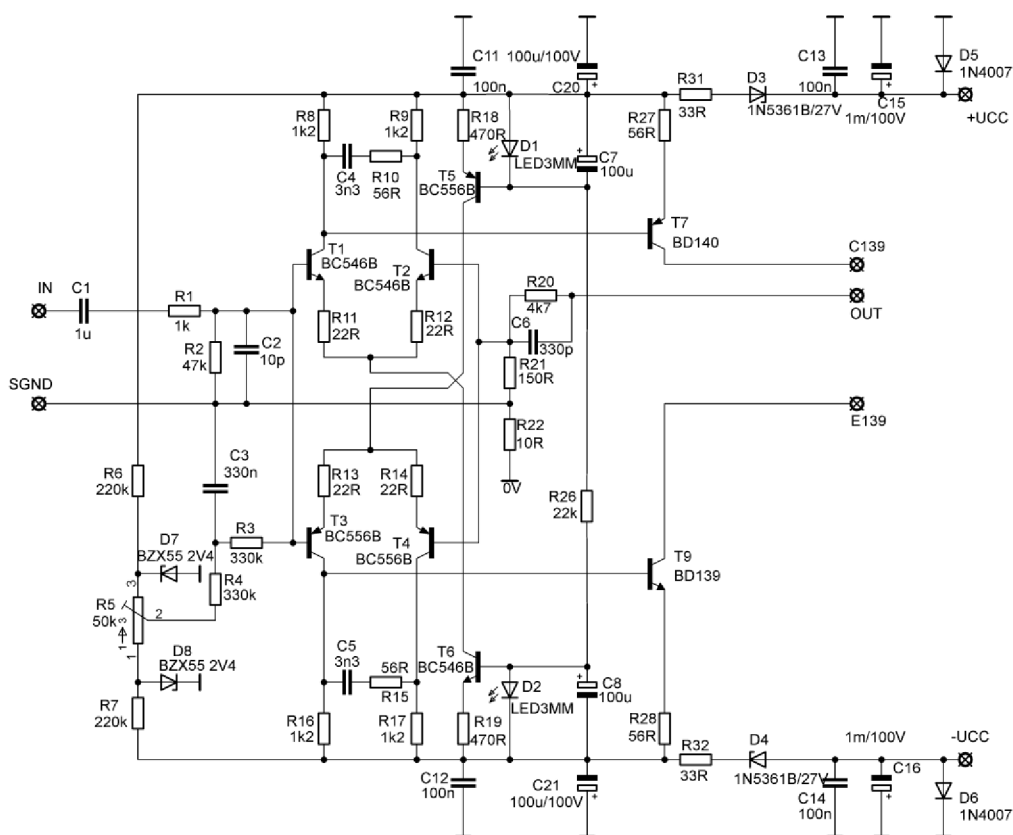 C11
100n
100u/100V
C20
C13
100n
C15
1m/100V
D5
1N4007
+UCC
R31
33R
D3
1N5361B/27V
R8
1k2
R9
1k2
R18
470R
D1
LED3MM
C7
100u
R27
56R
C4
3n3
R10
56R
T5
BC556B
T7
BD140
C139
T1
BC546B
T2
BC546B
IN
C1
1u
R1
1k
R20
4k7
OUT
R11
22R
R12
22R
C6
330p
R2
47k
C2
10p
R21
150R
SGND
E139
R22
10R
0V
C3
330n
R6
220k
R13
22R
R14
22R
R26
22k
T3
BC556B
T4
BC556B
R3
330k
D7
BZX55 2V4
R4
330k
T9
BD139
R5
50k
3
2
3
1
1
D8
BZX55 2V4
C5
3n3
56R
R15
T6
BC546B
D2
LED3MM
C8
100u
R7
220k
R16
1k2
R17
1k2
R19
470R
R28
56R
R32
33R
D4
1N5361B/27V
1m/100V
C16
-UCC
C12
100n
C21
100u/100V
C14
100n
D6
1N4007